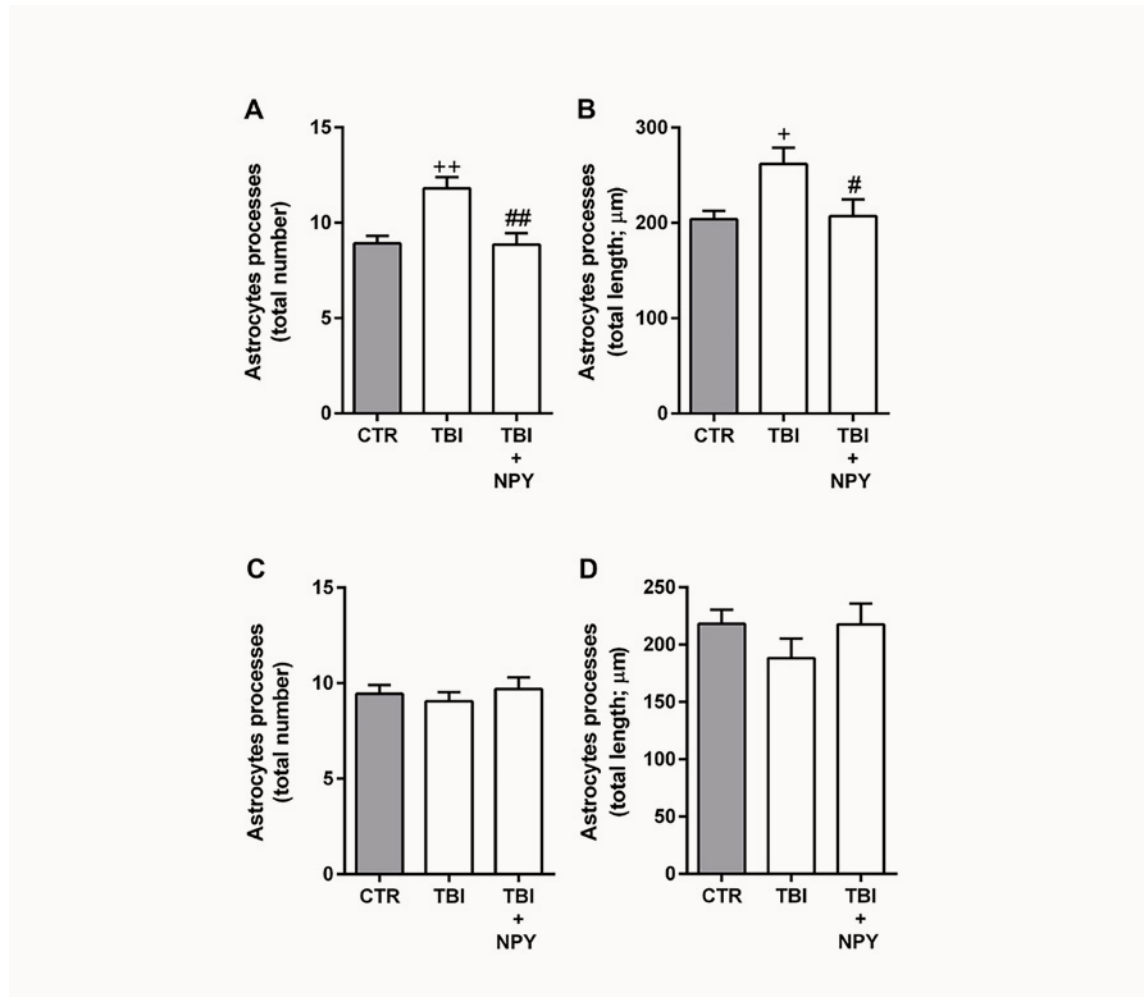 A
Astrocytes processes
(total number)
15
10
5
0
++
##
CTR
TBI
TBI
+
NPY
B
Astrocytes processes
(total length; μm)
300
200
100
0
+
#
CTR
TBI
TBI
+
NPY
C
Astrocytes processes
(total number)
15
10
5
0
CTR
TBI
TBI
+
NPY
D
Astrocytes processes
(total length; μm)
250
200
150
100
50
0
CTR
TBI
TBI
+
NPY